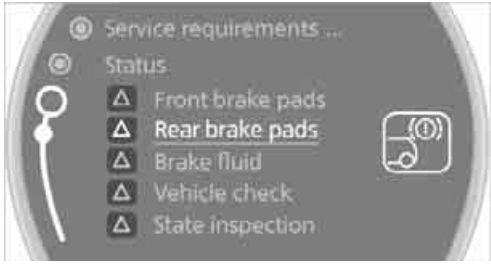 Service requirements ...
Status
Front brake pads
Rear brake pads
Brake fluid
Vehicle check
State inspection